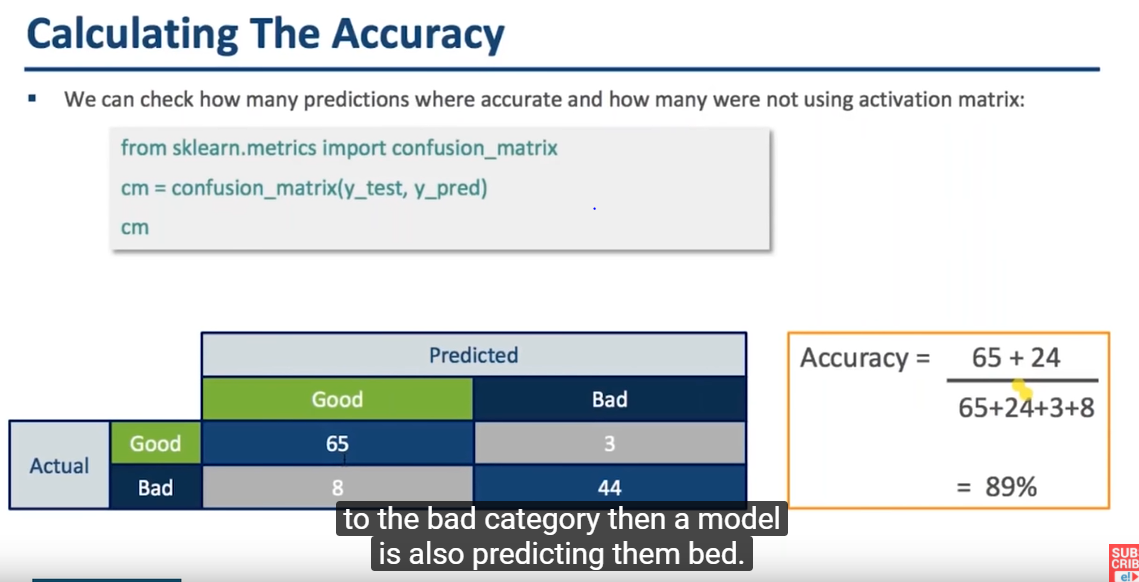 Calculating The Accuracy
▪ We can check how many predictions where accurate and how many were not using activation matrix:
from sklearn.metrics import confusion_matrix
cm = confusion_matrix(y_test, y_pred)
cm
Predicted
Good Bad
Actual
Good 65 3
Bad 8 44
Accuracy = 65 + 24
65+24+3+8
= 89%
to the bad category then a model
is also predicting them bed.
SUB
CRIB
e!